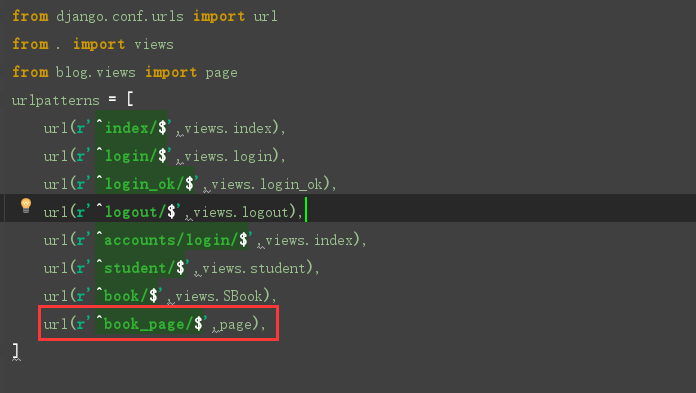 from django.conf.urls import url
from . import views
from blog.views import page
urlpatterns = [
    url(r'^index/$',views.index),
    url(r'^login/$',views.login),
    url(r'^login_ok/$',views.login_ok),
    url(r'^logout/$',views.logout),
    url(r'^accounts/login/$',views.index),
    url(r'^student/$',views.student),
    url(r'^book/$',views.SBook),
    url(r'^book_page/$',page),
]